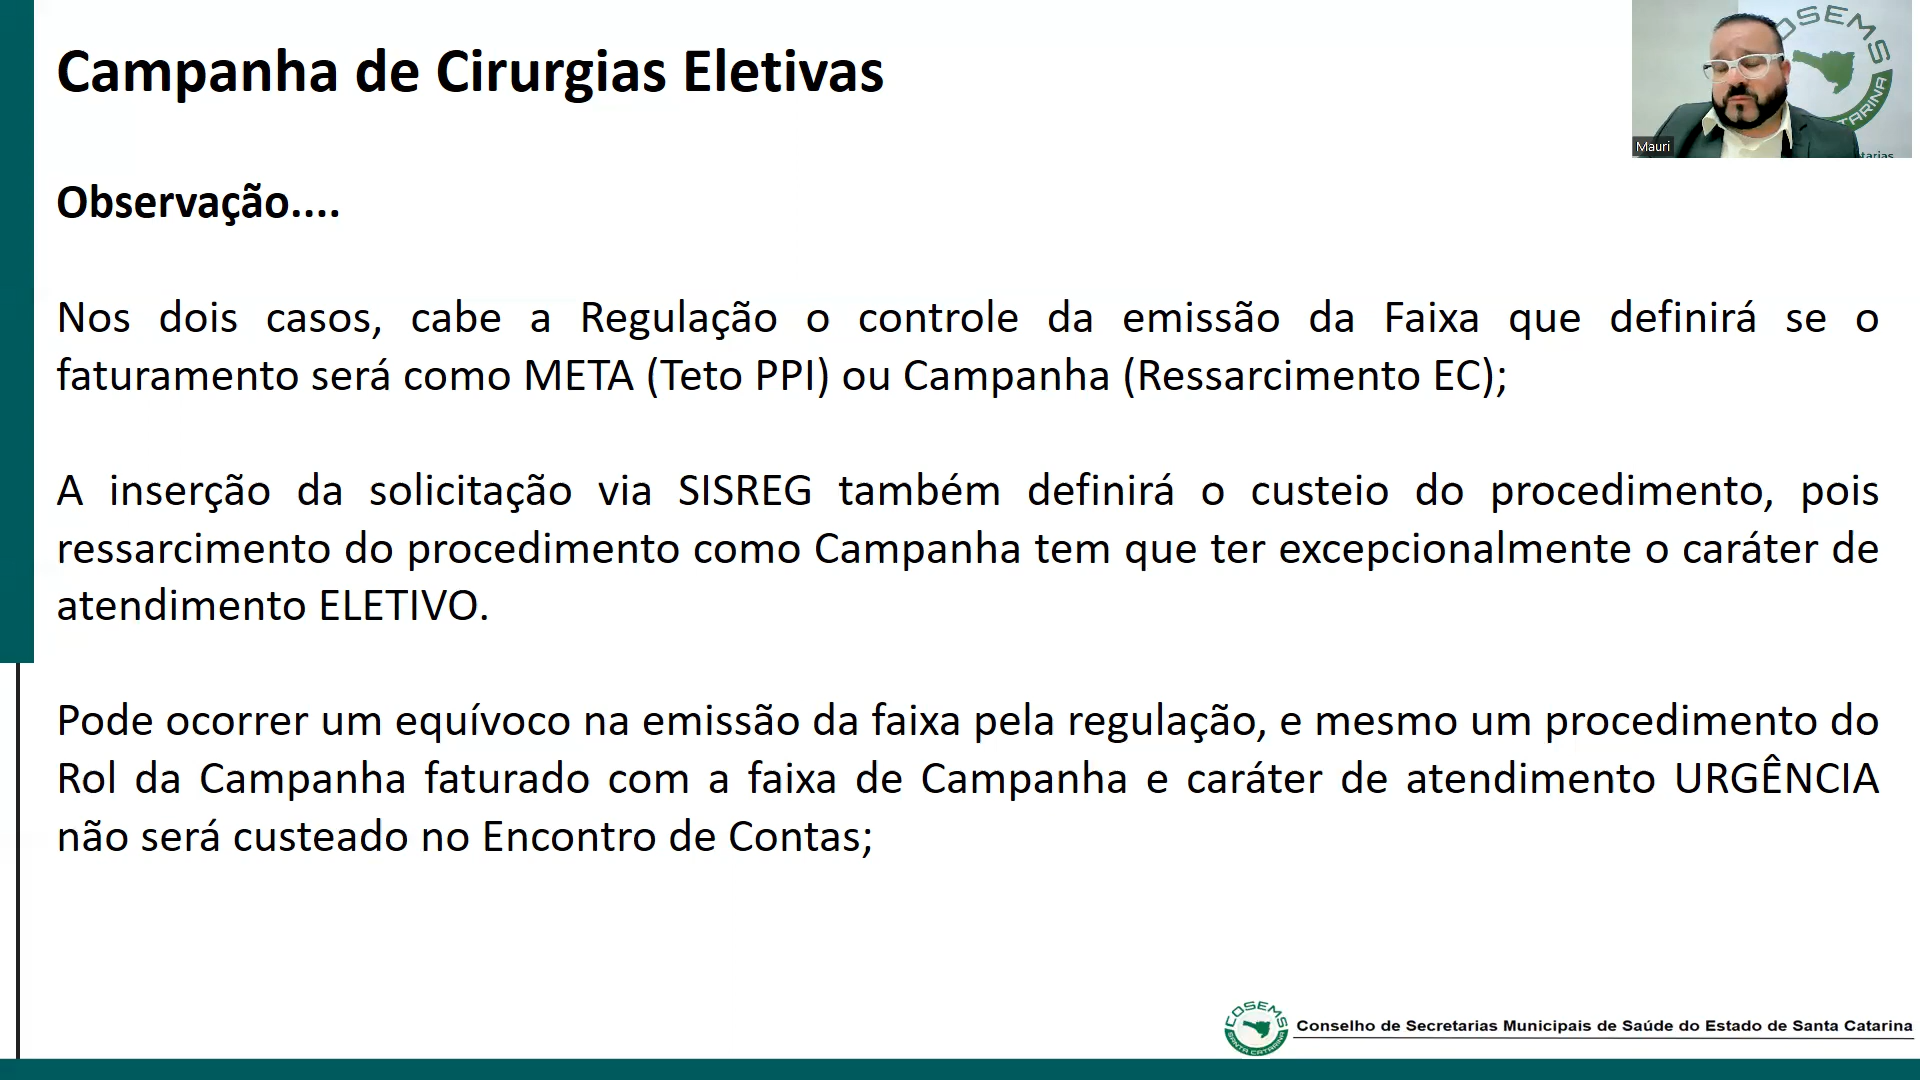 Campanha de Cirurgias Eletivas
COSEMS
CATARINA
Mauri
tarias
Observação....
Nos dois casos, cabe a Regulação o controle da emissão da Faixa que definirá se o
faturamento será como META (Teto PPI) ou Campanha (Ressarcimento EC);
A inserção da solicitação via SISREG também definirá o custeio do procedimento, pois
ressarcimento do procedimento como Campanha tem que ter excepcionalmente o caráter de
atendimento ELETIVO.
Pode ocorrer um equívoco na emissão da faixa pela regulação, e mesmo um procedimento do
Rol da Campanha faturado com a faixa de Campanha e caráter de atendimento URGÊNCIA
não será custeado no Encontro de Contas;
COSEMS
SANTA CATARINA
Conselho de Secretarias Municipais de Saúde do Estado de Santa Catarina